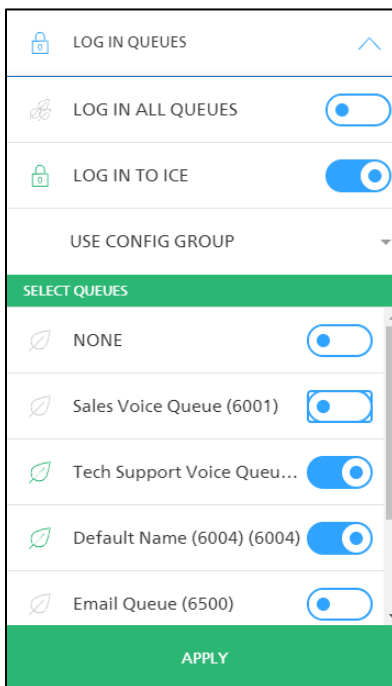 LOG IN QUEUES
LOG IN ALL QUEUES
LOG IN TO ICE
USE CONFIG GROUP
SELECT QUEUES
NONE
Sales Voice Queue (6001)
Tech Support Voice Queu...
Default Name (6004) (6004)
Email Queue (6500)
APPLY